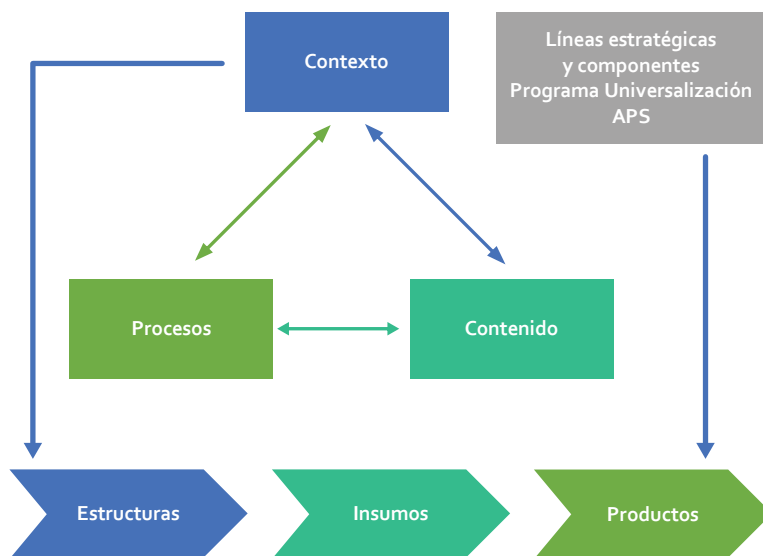 Contexto
Líneas estratégicas
y componentes
Programa Universalización
APS
Procesos
Contenido
Estructuras
Insumos
Productos